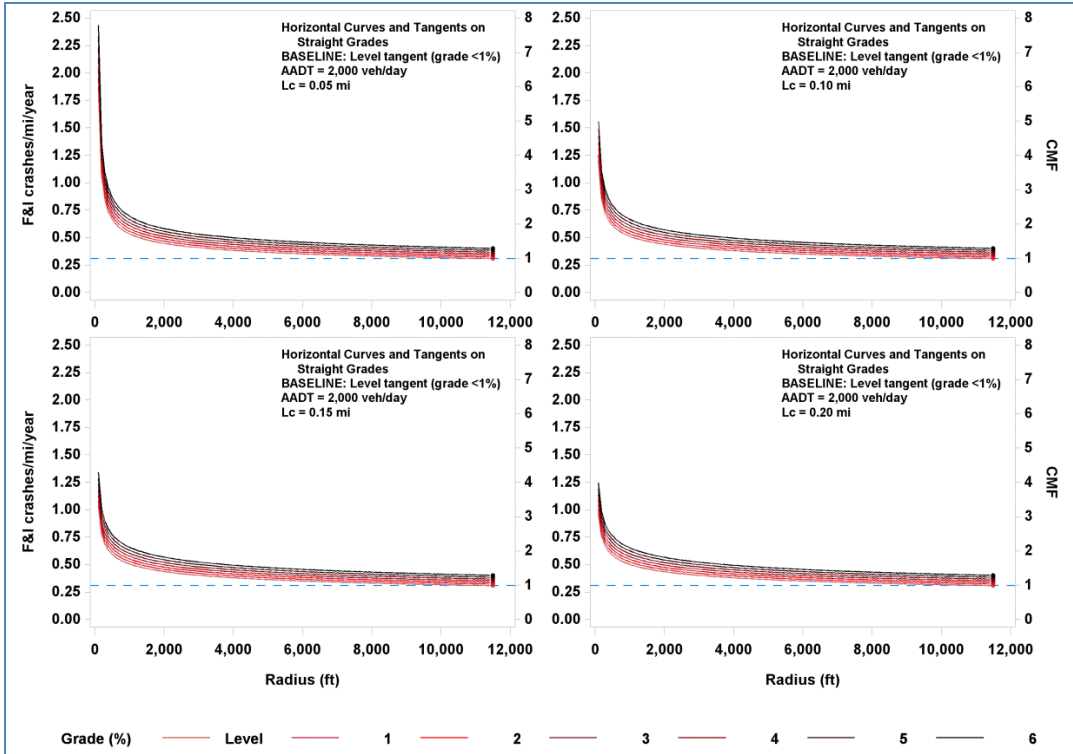 Horizontal Curves and Tangents on
Straight Grades
BASELINE: Level tangent (grade <1%)
AADT = 2,000 veh/day
Lc = 0.05 mi
F&I crashes/mi/year
2.50
2.25
2.00
1.75
1.50
1.25
1.00
0.75
0.50
0.25
0.00
8
7
6
5
4
3
2
1
0
0 2,000 4,000 6,000 8,000 10,000 12,000
Horizontal Curves and Tangents on
Straight Grades
BASELINE: Level tangent (grade <1%)
AADT = 2,000 veh/day
Lc = 0.10 mi
2.50
2.25
2.00
1.75
1.50
1.25
1.00
0.75
0.50
0.25
0.00
8
7
6
5
4
3
2
1
0
CMF
0 2,000 4,000 6,000 8,000 10,000 12,000
Horizontal Curves and Tangents on
Straight Grades
BASELINE: Level tangent (grade <1%)
AADT = 2,000 veh/day
Lc = 0.15 mi
F&I crashes/mi/year
2.50
2.25
2.00
1.75
1.50
1.25
1.00
0.75
0.50
0.25
0.00
8
7
6
5
4
3
2
1
0
0 2,000 4,000 6,000 8,000 10,000 12,000
Radius (ft)
Horizontal Curves and Tangents on
Straight Grades
BASELINE: Level tangent (grade <1%)
AADT = 2,000 veh/day
Lc = 0.20 mi
2.50
2.25
2.00
1.75
1.50
1.25
1.00
0.75
0.50
0.25
0.00
8
7
6
5
4
3
2
1
0
CMF
0 2,000 4,000 6,000 8,000 10,000 12,000
Radius (ft)
Grade (%) Level 1 2 3 4 5 6